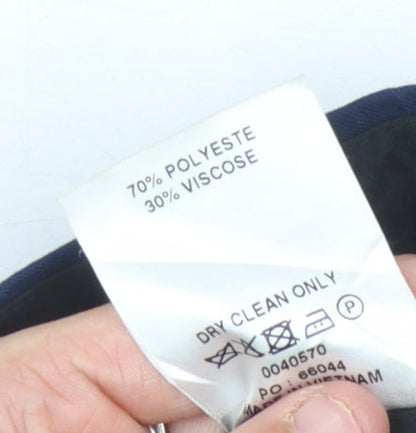 70% POLYESTE
30% VISCOSE
DRY CLEAN ONLY
P
0040570
PO : 66044
MADE IN VIETNAM